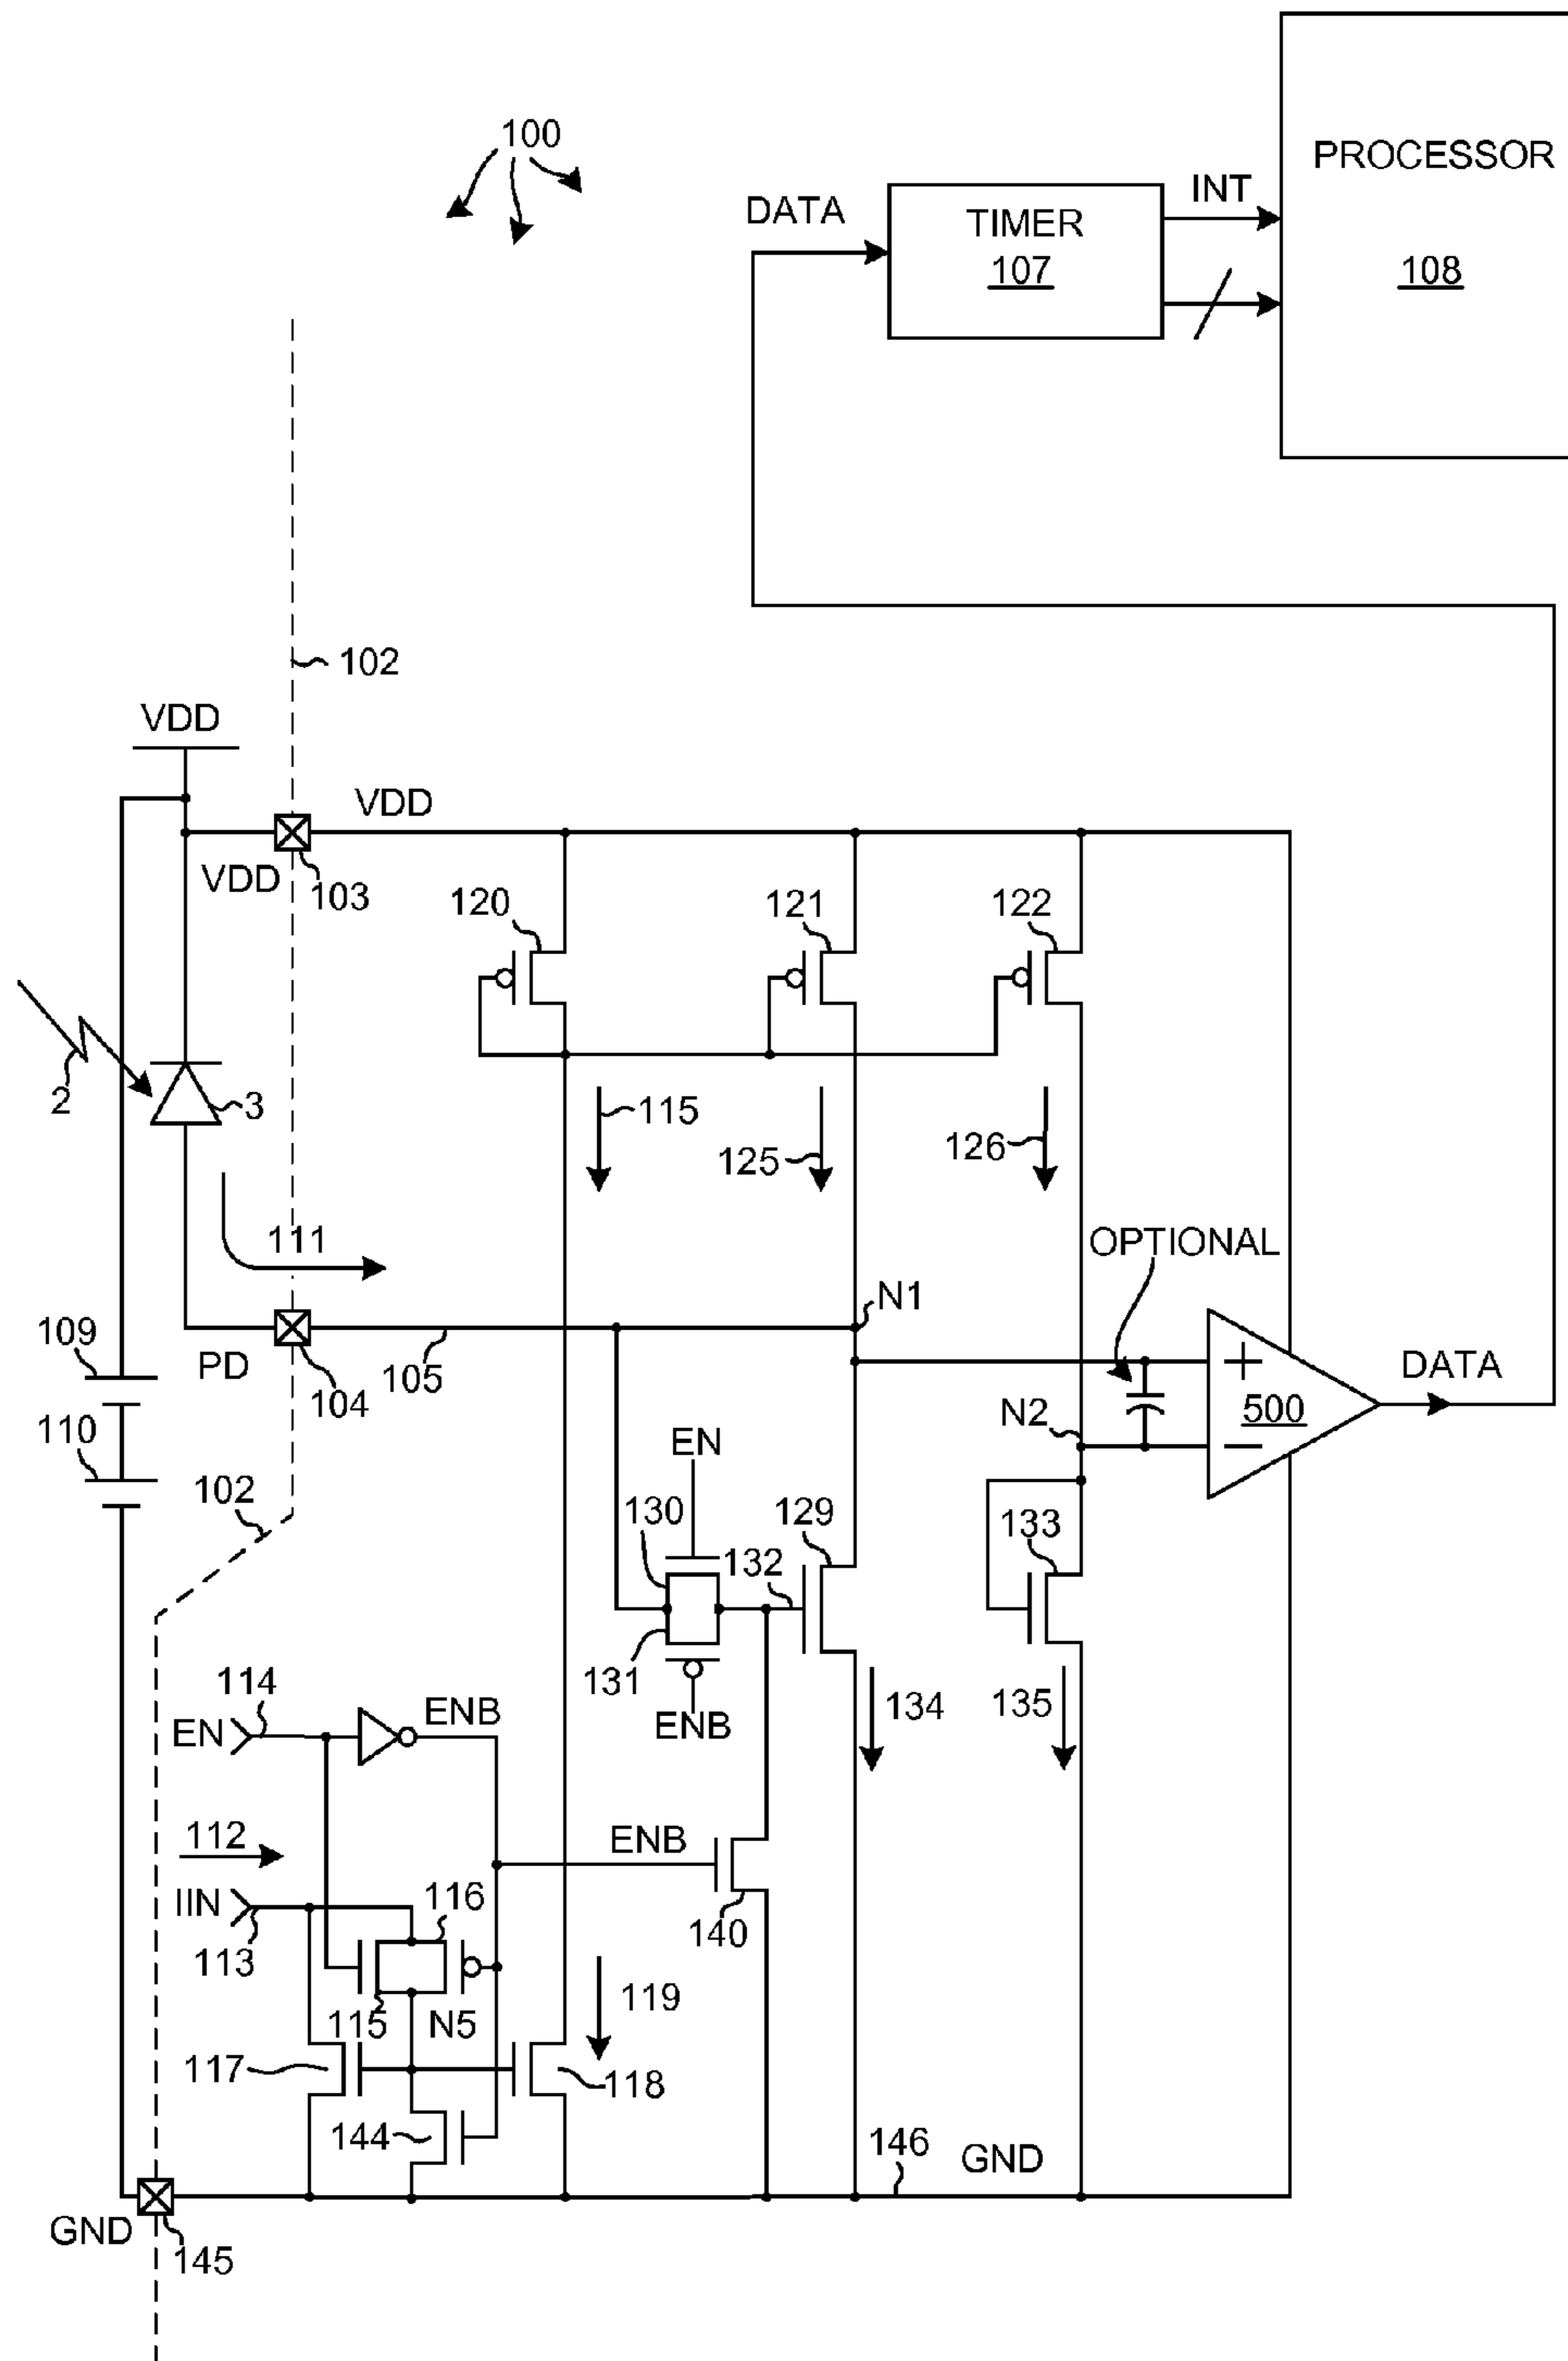 100
PROCESSOR
108
DATA
TIMER
107
INT
102
VDD
VDD
VDD
103
120
121
122
2
3
115
125
126
111
OPTIONAL
N1
109
PD
104
105
DATA
500
N2
110
EN
102
130
132
129
133
131
114
EN
ENB
ENB
134
135
112
ENB
IIN
116
113
140
115
N5
119
117
118
144
146
GND
GND
145